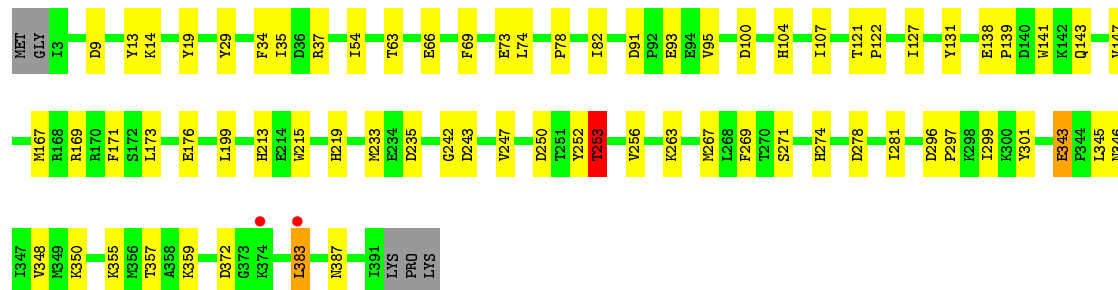 MET GLY I3 D9 Y13 K14 Y19 Y29 F34 I35 D36 R37 I54 T63 E66 F69 E73 L74 P78 I82 D91 P92 E93 E94 V95 D100 H104 I107 T121 P122 I127 Y131 E138 P139 D140 W141 K142 Q143 V147
M167 R168 R169 R170 F171 S172 L173 E176 L199 H213 E214 W215 H219 M233 E234 D235 G242 D243 V247 D250 T251 Y252 T253 V256 K263 M267 L268 F269 T270 S271 H274 D278 I281 D296 P297 K298 I299 K300 Y301 E343 P344 L345 N346
I347 V348 M349 K350 K355 M356 T357 A358 K359 D372 G373 K374 L383 N387 I391 LYS PRO LYS